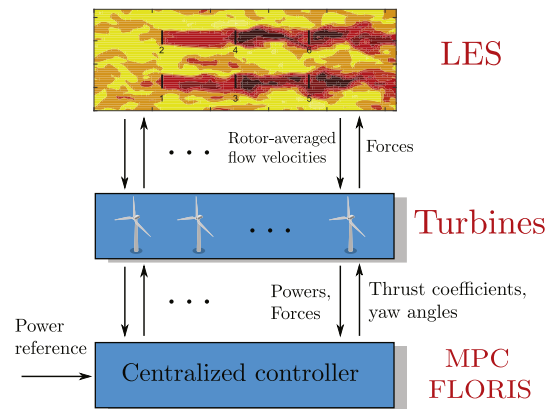 2
4
6
1
3
5
LES
Rotor-averaged
flow velocities
Forces
Turbines
Powers,
Forces
Thrust coefficients,
yaw angles
Power
reference
Centralized controller
MPC
FLORIS